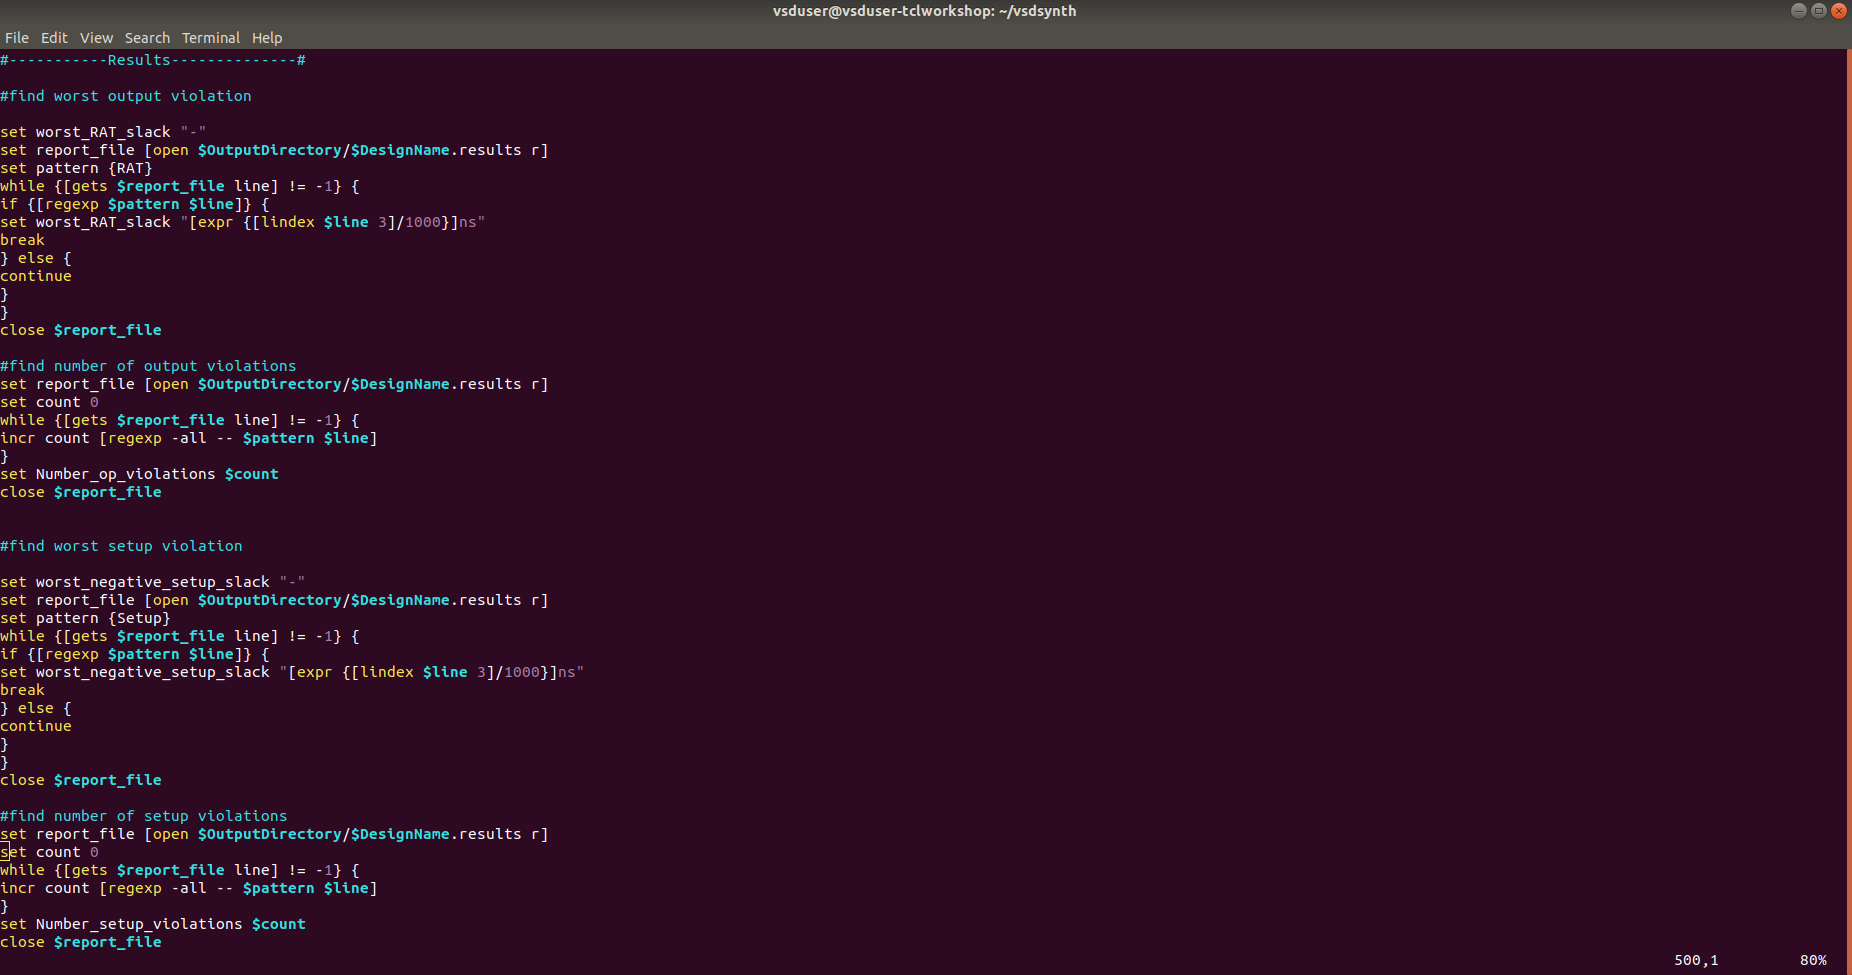 vsduser@vsduser-tclworkshop: ~/vsdsynth
File Edit View Search Terminal Help
#-----------Results--------------#
#find worst output violation
set worst_RAT_slack "-"
set report_file [open $OutputDirectory/$DesignName.results r]
set pattern {RAT}
while {[gets $report_file line] != -1} {
if {[regexp $pattern $line]} {
set worst_RAT_slack "[expr {[lindex $line 3]/1000}]ns"
break
} else {
continue
}
}
close $report_file
#find number of output violations
set report_file [open $OutputDirectory/$DesignName.results r]
set count 0
while {[gets $report_file line] != -1} {
incr count [regexp -all -- $pattern $line]
}
set Number_op_violations $count
close $report_file
#find worst setup violation
set worst_negative_setup_slack "-"
set report_file [open $OutputDirectory/$DesignName.results r]
set pattern {Setup}
while {[gets $report_file line] != -1} {
if {[regexp $pattern $line]} {
set worst_negative_setup_slack "[expr {[lindex $line 3]/1000}]ns"
break
} else {
continue
}
}
close $report_file
#find number of setup violations
set report_file [open $OutputDirectory/$DesignName.results r]
set count 0
while {[gets $report_file line] != -1} {
incr count [regexp -all -- $pattern $line]
}
set Number_setup_violations $count
close $report_file
500,1 80%